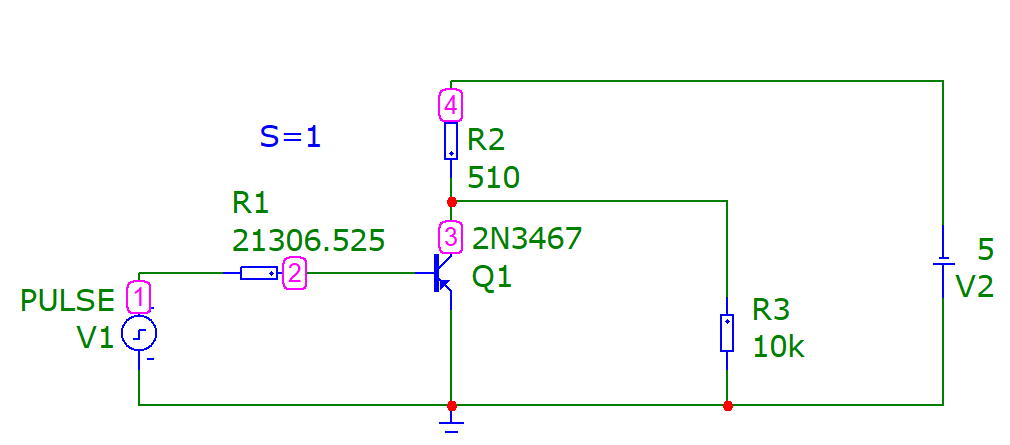 4
S=1
R2
510
R1
21306.525
3
2N3467
Q1
2
1
PULSE
V1
5
V2
R3
10k